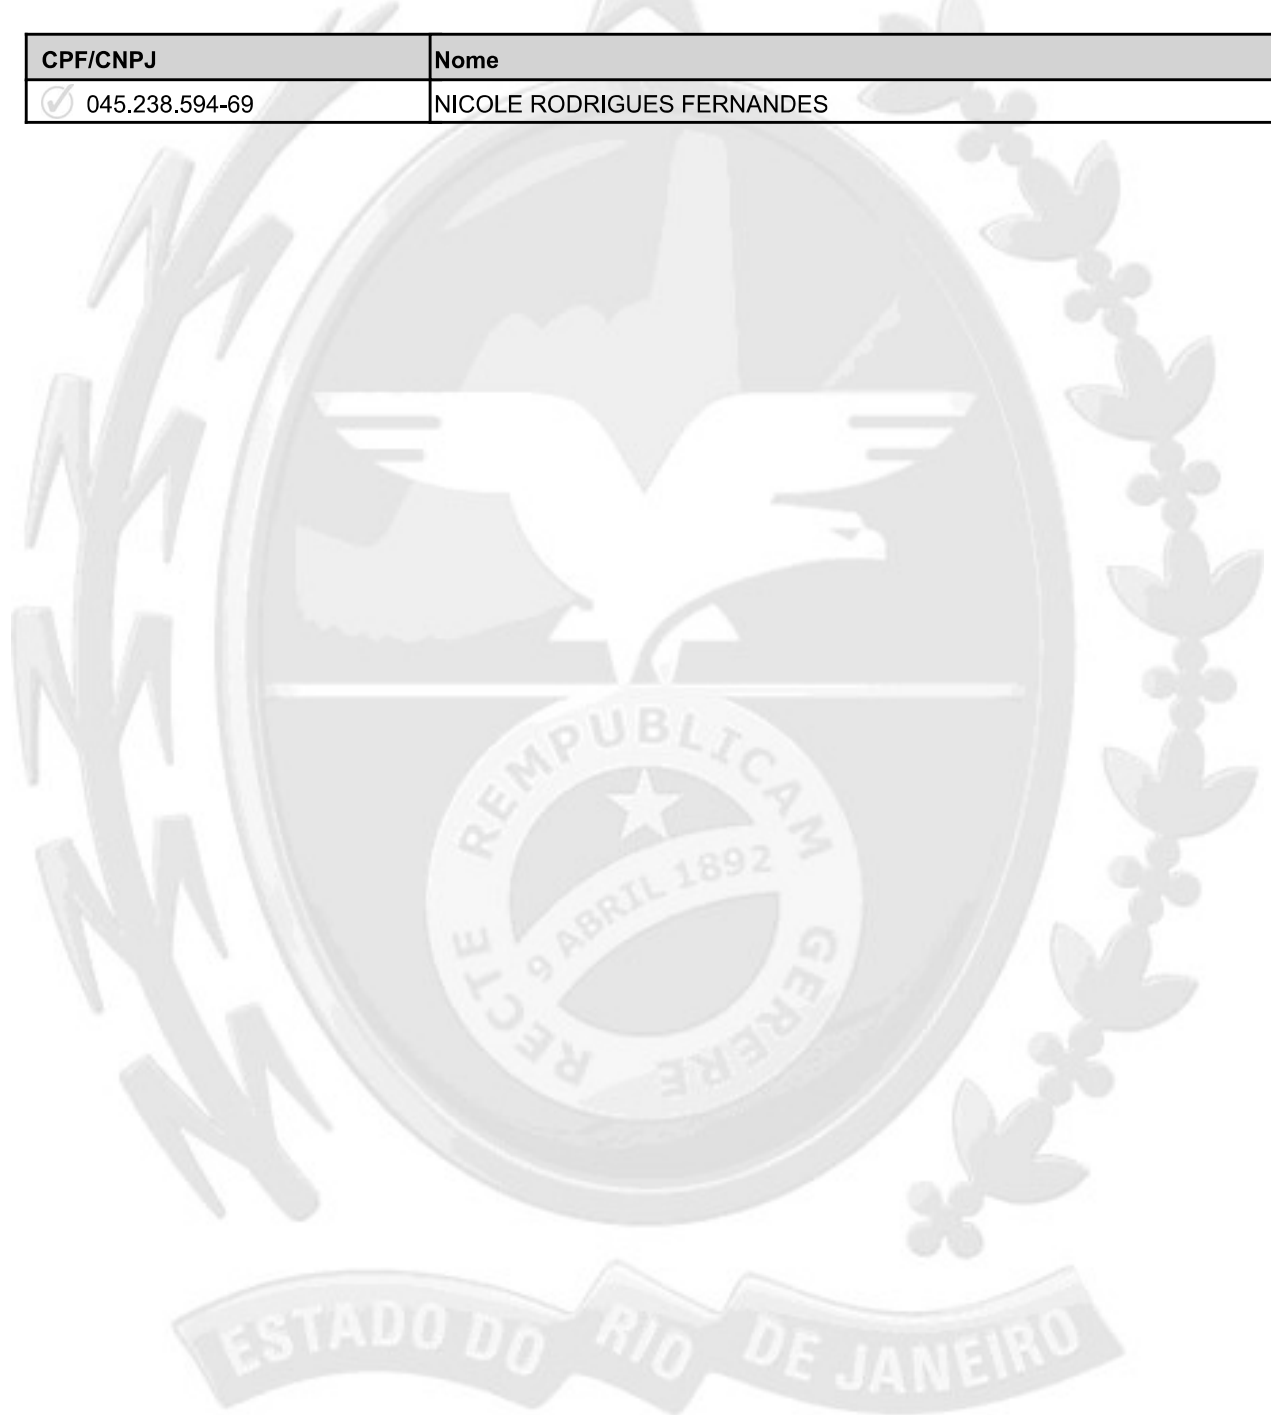 CPF/CNPJ Nome
045.238.594-69 NICOLE RODRIGUES FERNANDES
RECTE REMPUBLICAM GERERE
9 ABRIL 1892
ESTADO DO RIO DE JANEIRO